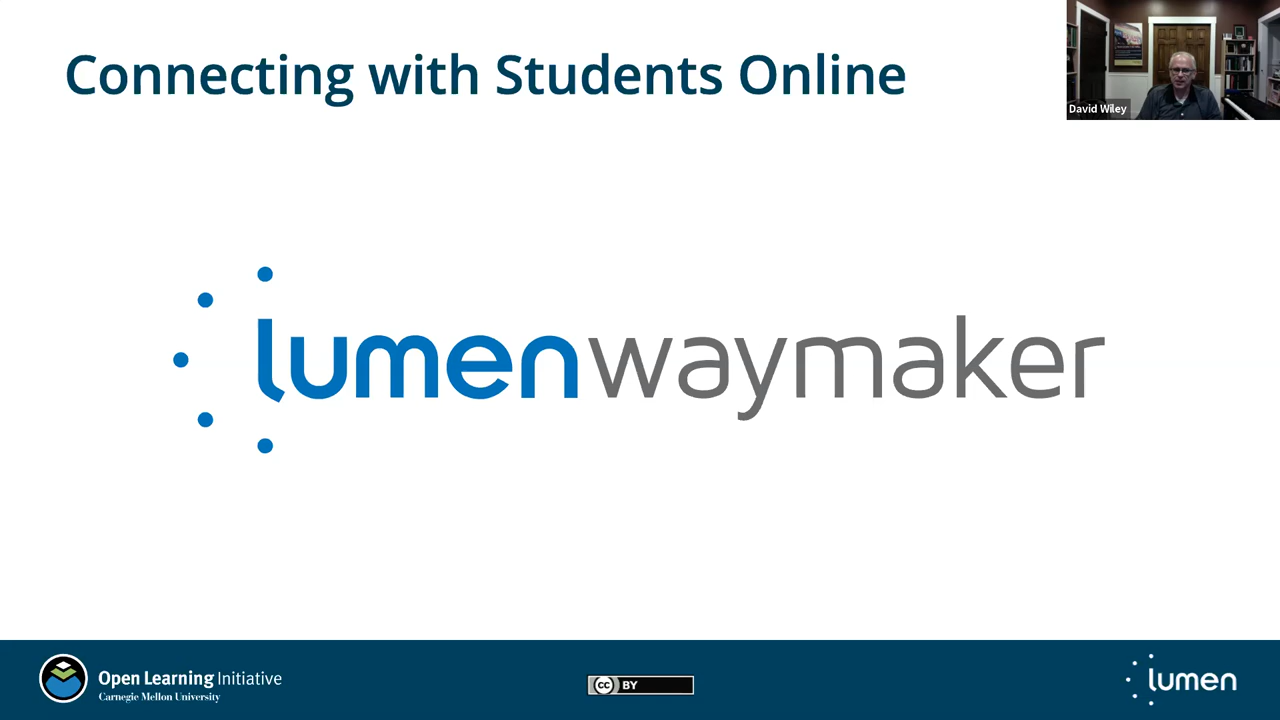 Connecting with Students Online
David Wiley
lumenwaymaker
Open Learning Initiative
Carnegie Mellon University
cc BY
lumen